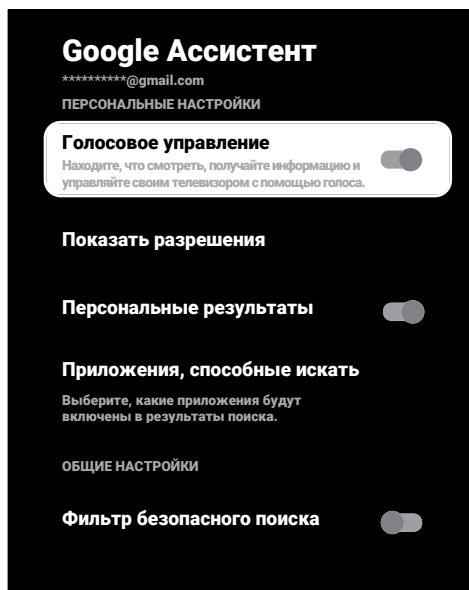 Google Ассистент
**********@gmail.com
ПЕРСОНАЛЬНЫЕ НАСТРОЙКИ
Голосовое управление
Находите, что смотреть, получайте информацию и
управляйте своим телевизором с помощью голоса.
Показать разрешения
Персональные результаты
Приложения, способные искать
Выберите, какие приложения будут
включены в результаты поиска.
ОБЩИЕ НАСТРОЙКИ
Фильтр безопасного поиска